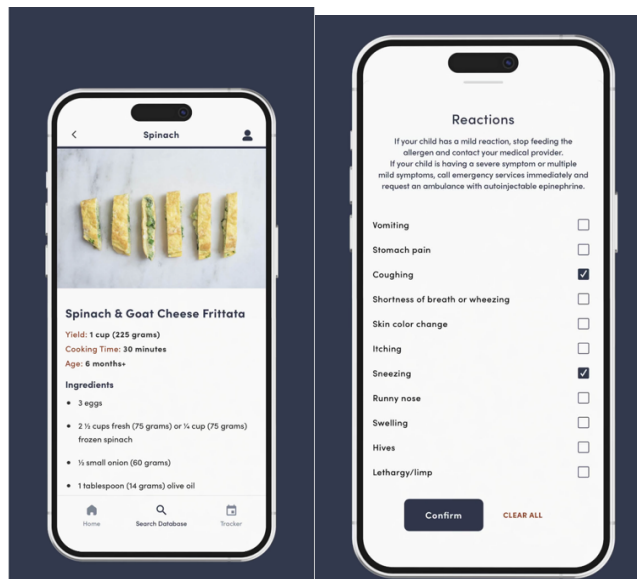 Spinach
Spinach & Goat Cheese Frittata
Yield: 1 cup (225 grams)
Cooking Time: 30 minutes
Age: 6 months+
Ingredients
• 3 eggs
• 2 ½ cups fresh (75 grams) or ¼ cup (75 grams)
frozen spinach
• ½ small onion (60 grams)
• 1 tablespoon (14 grams) olive oil
Home
Search Database
Tracker
Reactions
If your child has a mild reaction, stop feeding the
allergen and contact your medical provider.
If your child is having a severe symptom or multiple
mild symptoms, call emergency services immediately and
request an ambulance with autoinjectable epinephrine.
Vomiting
Stomach pain
Coughing
Shortness of breath or wheezing
Skin color change
Itching
Sneezing
Runny nose
Swelling
Hives
Lethargy/limp
Confirm
CLEAR ALL